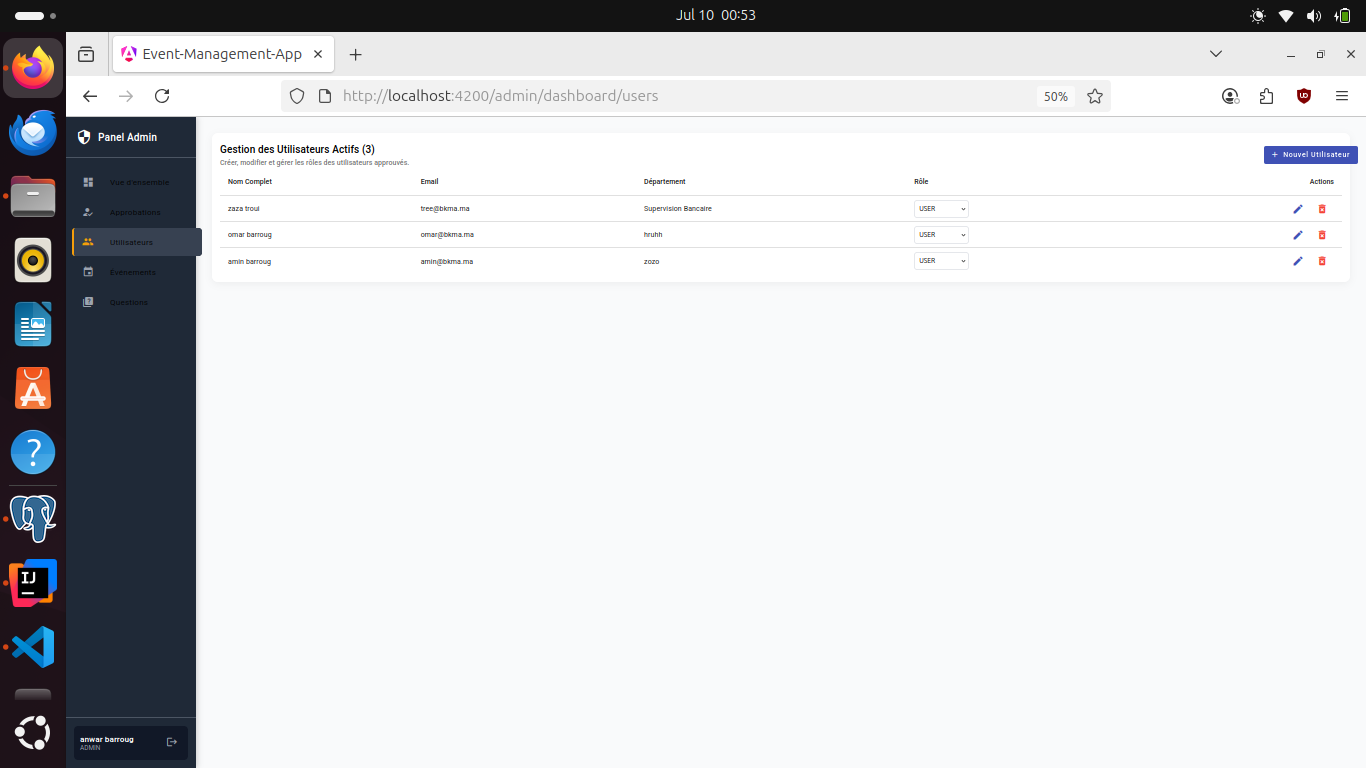 Jul 10 00:53
Event-Management-App
http://localhost:4200/admin/dashboard/users
50%
Panel Admin
Vue d'ensemble
Approbations
Utilisateurs
Événements
Questions
anwar barroug
ADMIN
Gestion des Utilisateurs Actifs (3)
Créer, modifier et gérer les rôles des utilisateurs approuvés.
+ Nouvel Utilisateur
Nom Complet Email Département Rôle Actions
zaza troui tree@bkma.ma Supervision Bancaire USER
omar barroug omar@bkma.ma hruhh USER
amin barroug amin@bkma.ma zozo USER
IJ